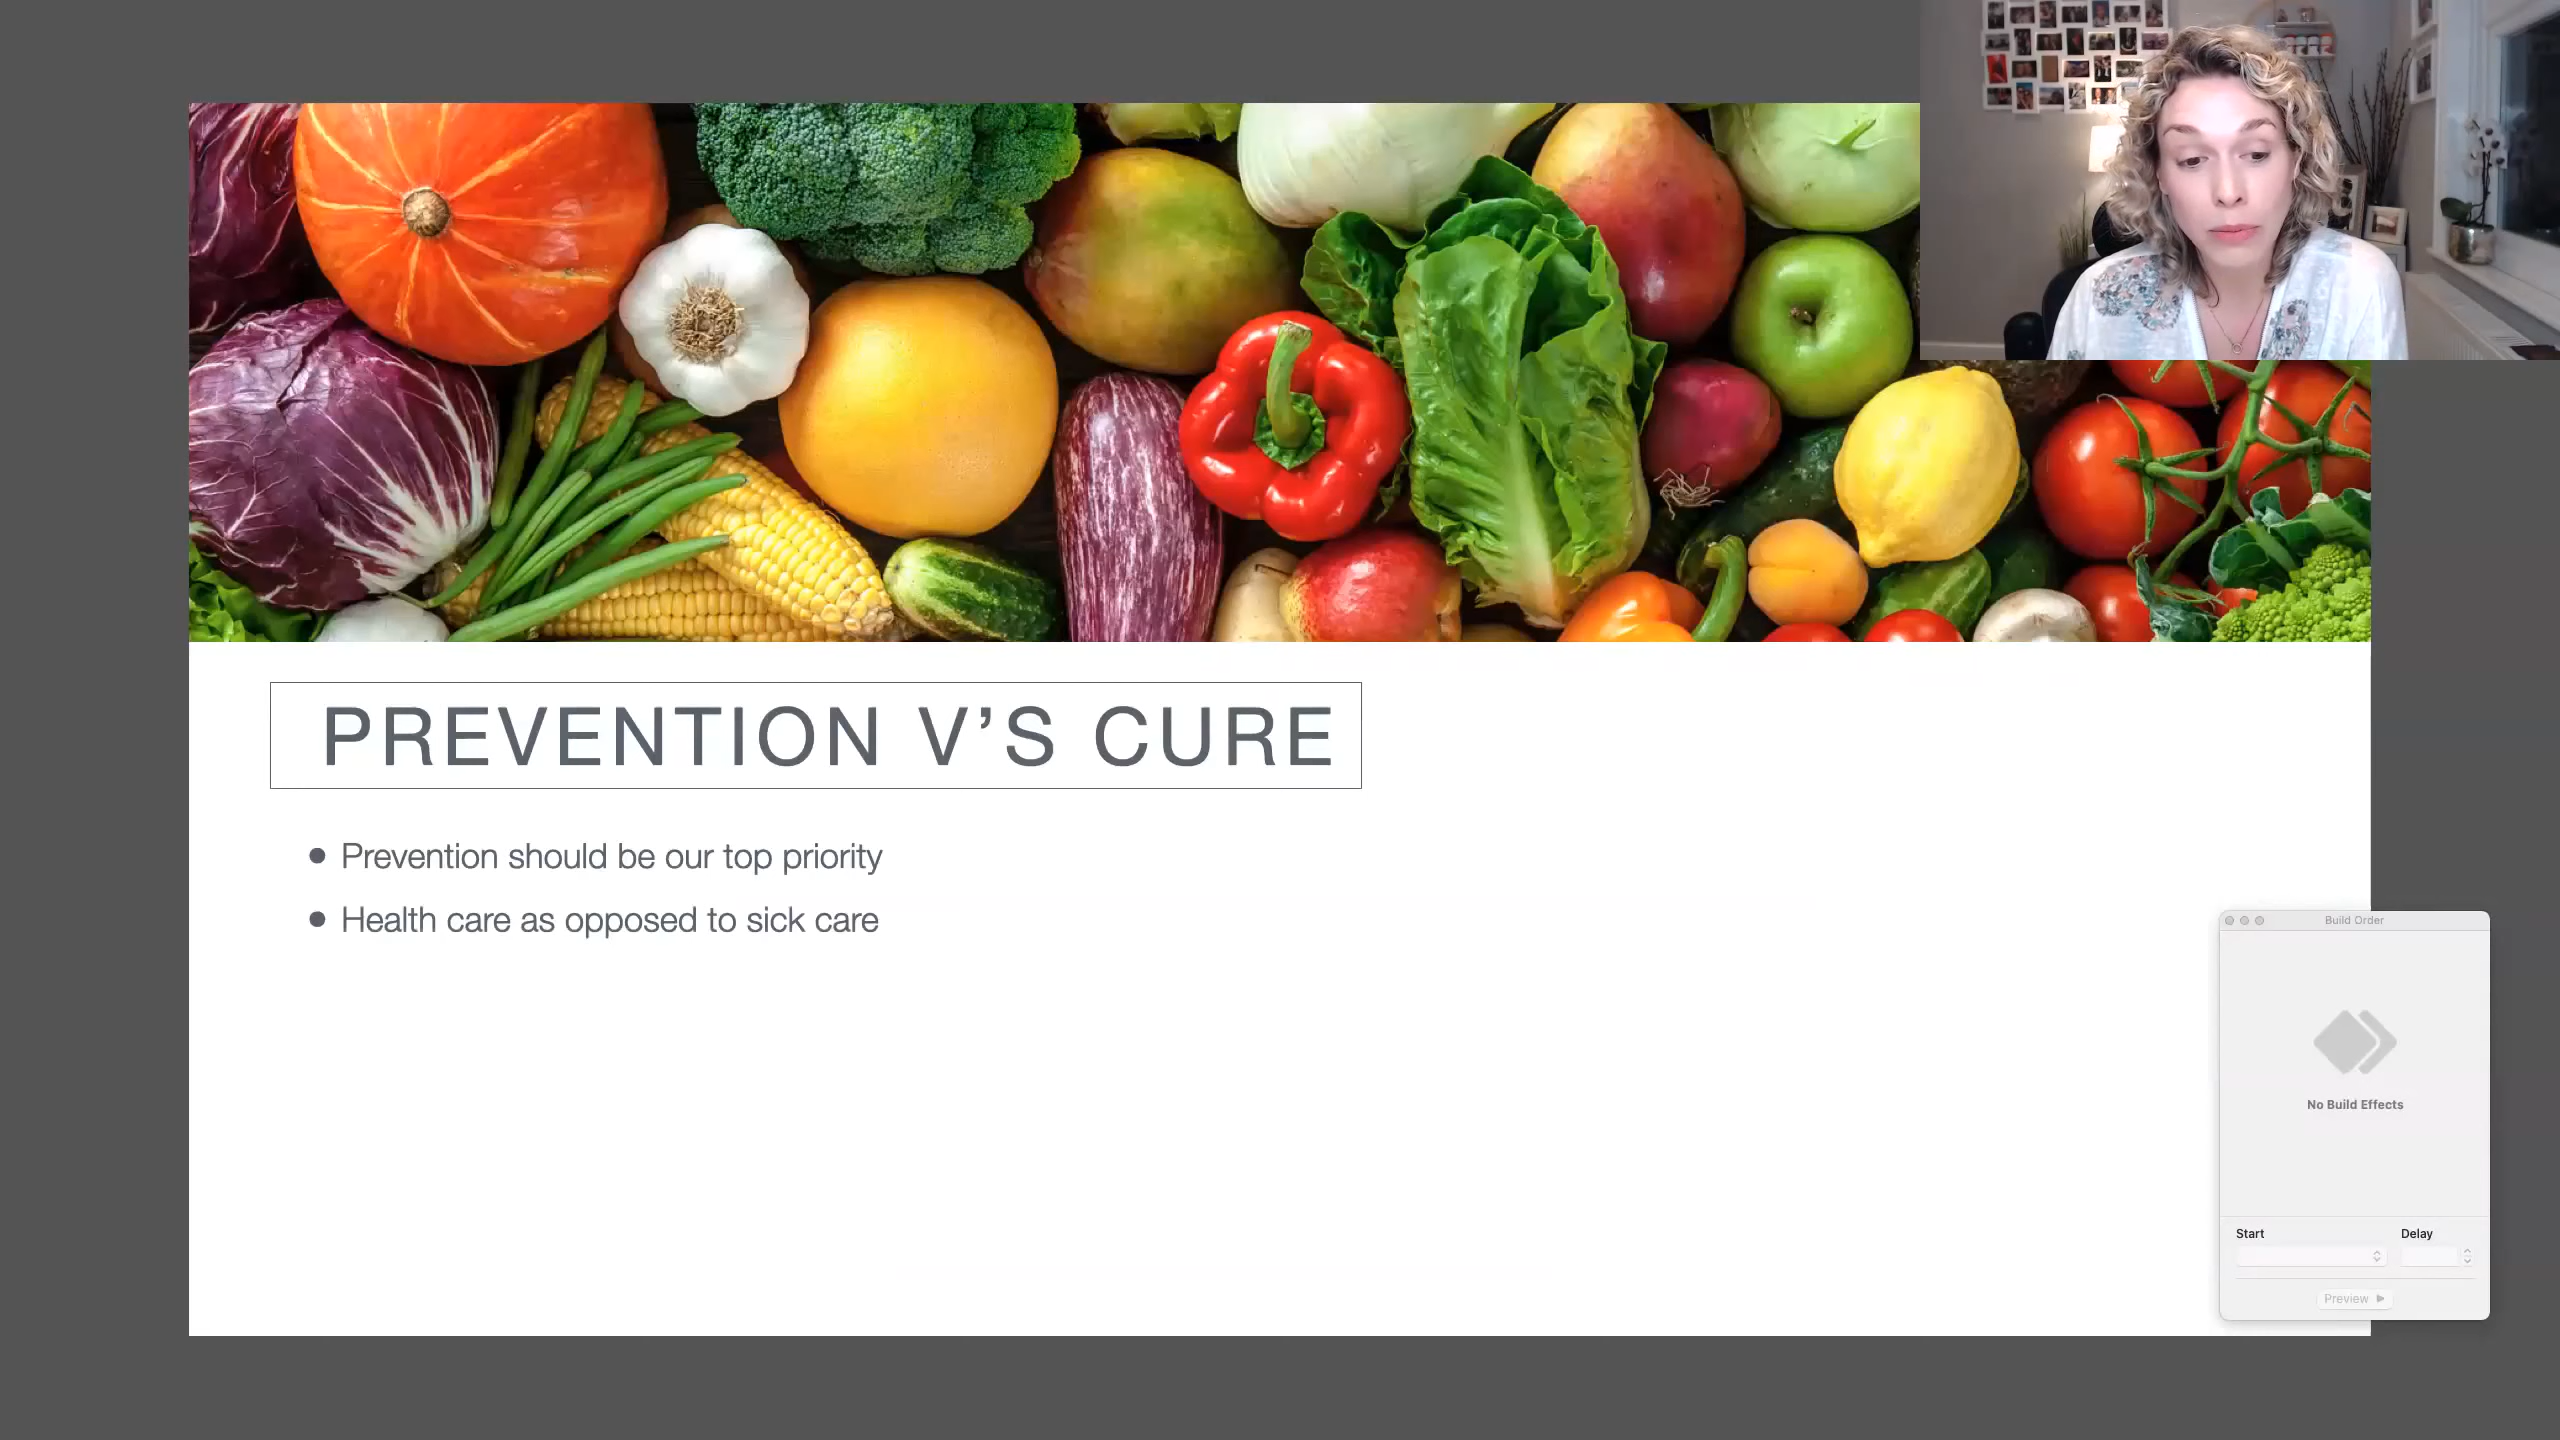 PREVENTION V’S CURE
Prevention should be our top priority
Health care as opposed to sick care
Build Order
No Build Effects
Start
Delay
Preview